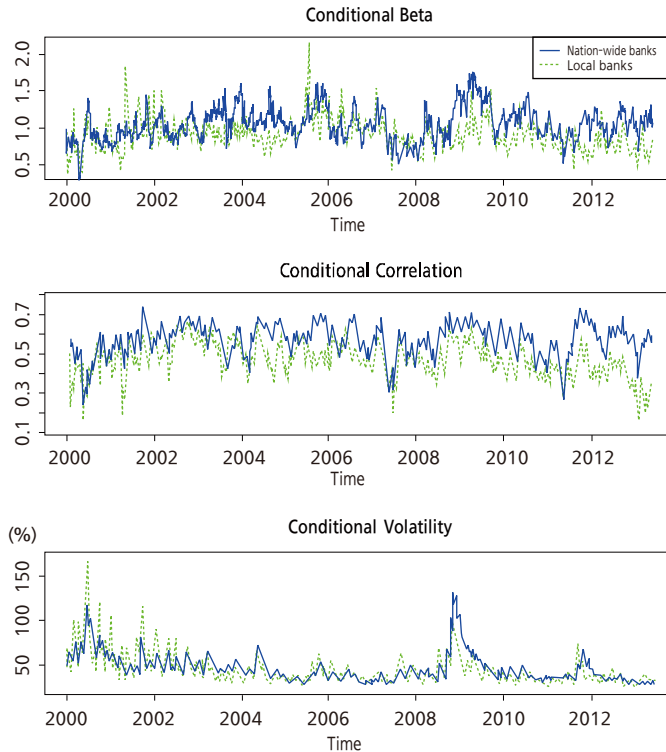 Conditional Beta
Nation-wide banks
Local banks
2.0
1.5
1.0
0.5
2000 2002 2004 2006 2008 2010 2012
Time
Conditional Correlation
0.7
0.5
0.3
0.1
2000 2002 2004 2006 2008 2010 2012
Time
Conditional Volatility
(%)
150
100
50
2000 2002 2004 2006 2008 2010 2012
Time